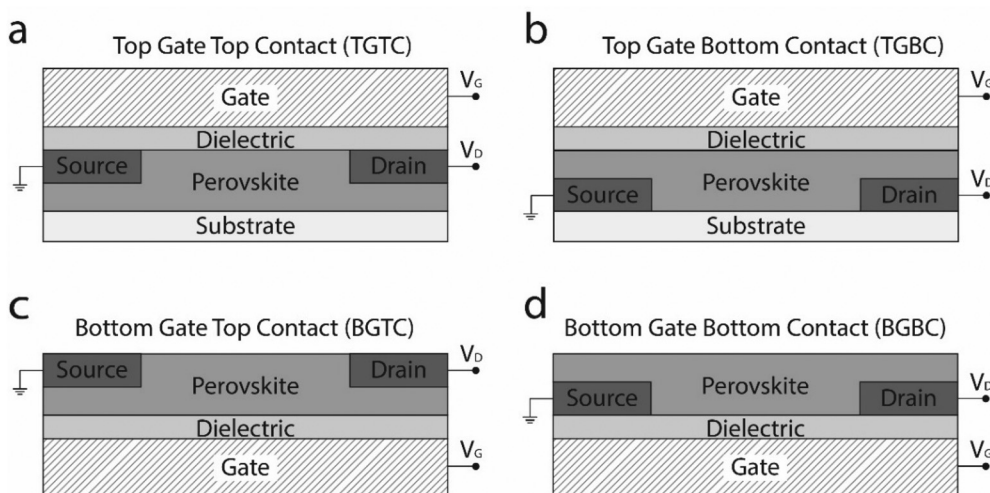 a
Top Gate Top Contact (TGTC)
Gate
VG
Dielectric
Source
Drain
VD
Perovskite
Substrate
b
Top Gate Bottom Contact (TGBC)
Gate
VG
Dielectric
Perovskite
Source
Drain
VD
Substrate
c
Bottom Gate Top Contact (BGTC)
Source
Drain
VD
Perovskite
Dielectric
Gate
VG
d
Bottom Gate Bottom Contact (BGBC)
Perovskite
Source
Drain
VD
Dielectric
Gate
VG